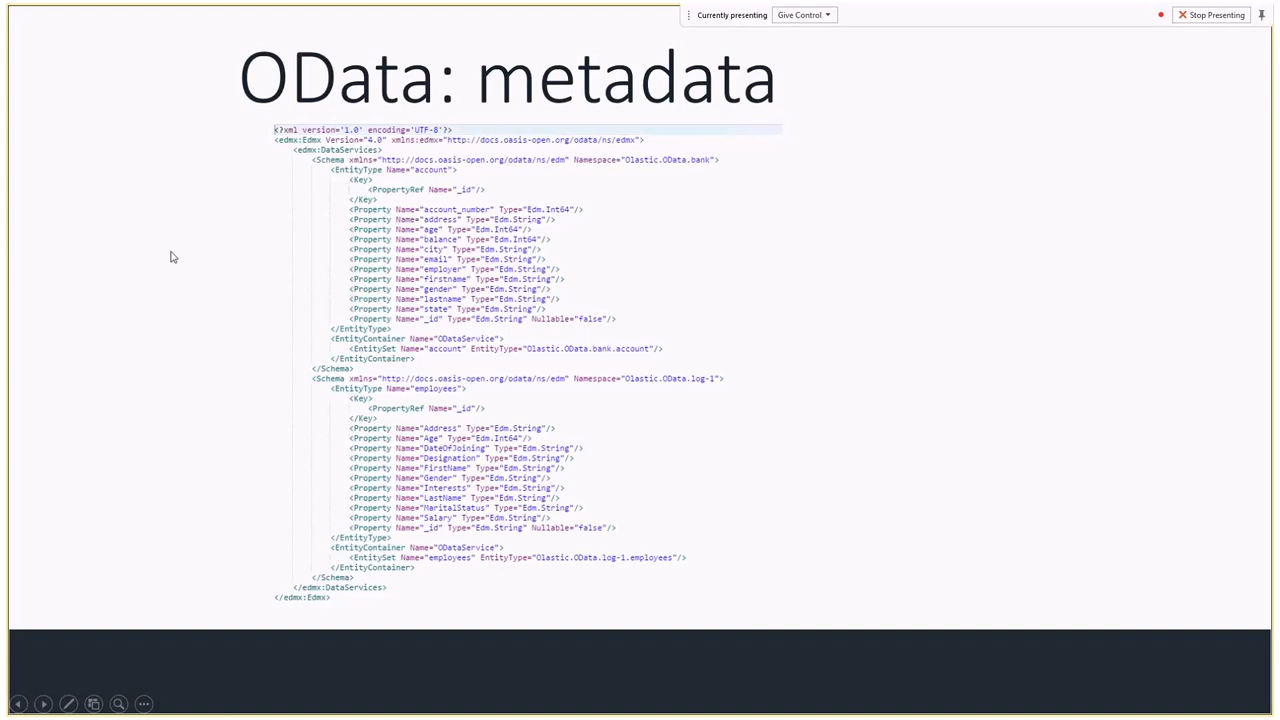 Currently presenting
Give Control
Stop Presenting
OData: metadata
<?xml version='1.0' encoding='UTF-8'?>
<edmx:Edmx Version="4.0" xmlns:edmx="http://docs.oasis-open.org/odata/ns/edmx">
<edmx:DataServices>
<Schema xmlns="http://docs.oasis-open.org/odata/ns/edm" Namespace="Olastic.OData.bank">
<EntityType Name="account">
<Key>
<PropertyRef Name="_id"/>
</Key>
<Property Name="account_number" Type="Edm.Int64"/>
<Property Name="address" Type="Edm.String"/>
<Property Name="age" Type="Edm.Int64"/>
<Property Name="balance" Type="Edm.Int64"/>
<Property Name="city" Type="Edm.String"/>
<Property Name="email" Type="Edm.String"/>
<Property Name="employer" Type="Edm.String"/>
<Property Name="firstname" Type="Edm.String"/>
<Property Name="gender" Type="Edm.String"/>
<Property Name="lastname" Type="Edm.String"/>
<Property Name="state" Type="Edm.String"/>
<Property Name="_id" Type="Edm.String" Nullable="false"/>
</EntityType>
<EntityContainer Name="ODataService">
<EntitySet Name="account" EntityType="Olastic.OData.bank.account"/>
</EntityContainer>
</Schema>
<Schema xmlns="http://docs.oasis-open.org/odata/ns/edm" Namespace="Olastic.OData.log-1">
<EntityType Name="employees">
<Key>
<PropertyRef Name="_id"/>
</Key>
<Property Name="Address" Type="Edm.String"/>
<Property Name="Age" Type="Edm.Int64"/>
<Property Name="DateOfJoining" Type="Edm.String"/>
<Property Name="Designation" Type="Edm.String"/>
<Property Name="FirstName" Type="Edm.String"/>
<Property Name="Gender" Type="Edm.String"/>
<Property Name="Interests" Type="Edm.String"/>
<Property Name="LastName" Type="Edm.String"/>
<Property Name="MaritalStatus" Type="Edm.String"/>
<Property Name="Salary" Type="Edm.String"/>
<Property Name="_id" Type="Edm.String" Nullable="false"/>
</EntityType>
<EntityContainer Name="ODataService">
<EntitySet Name="employees" EntityType="Olastic.OData.log-1.employees"/>
</EntityContainer>
</Schema>
</edmx:DataServices>
</edmx:Edmx>